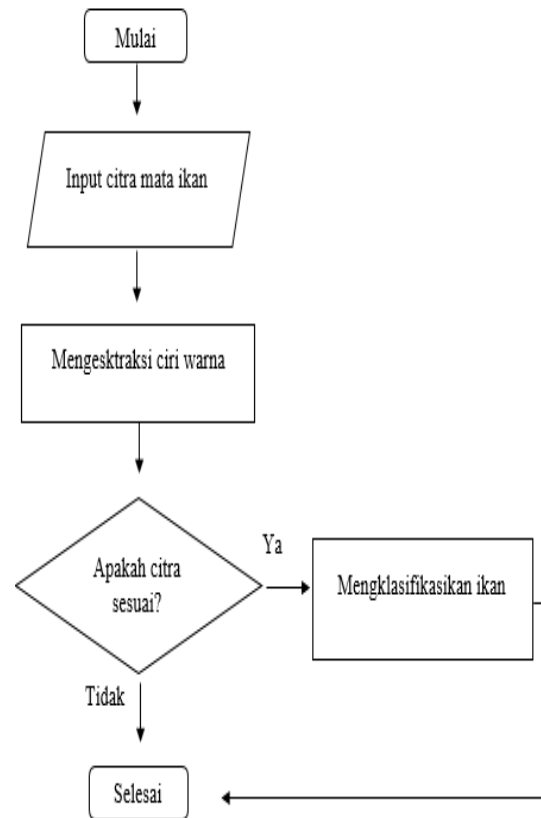 Mulai
Input citra mata ikan
Mengesktraksi ciri warna
Apakah citra
sesuai?
Ya
Mengklasifikasikan ikan
Tidak
Selesai